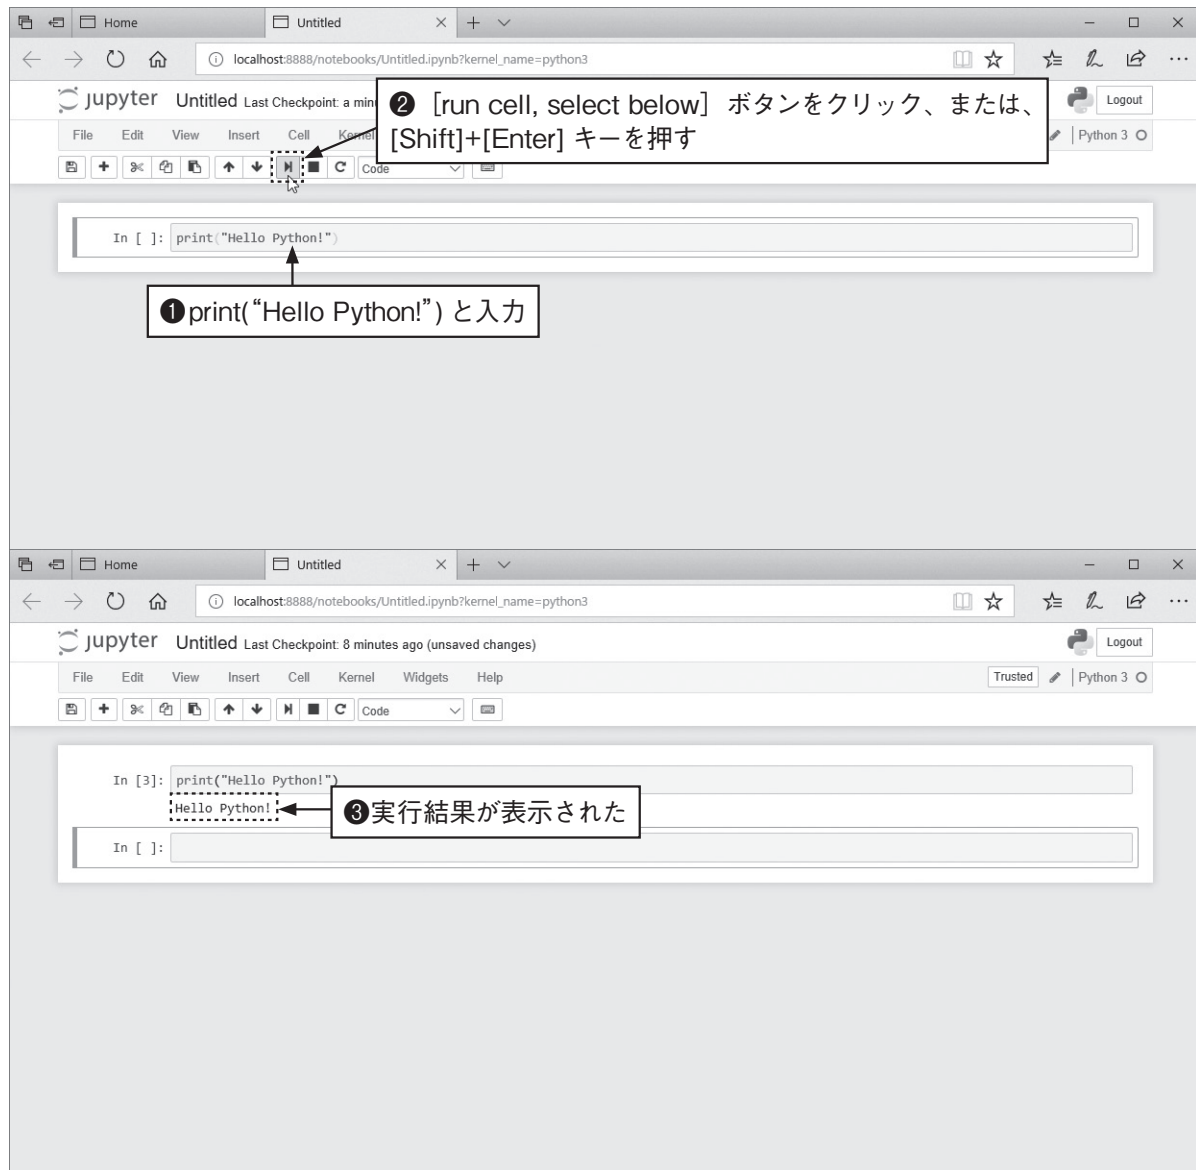 Home
Untitled
localhost:8888/notebooks/Untitled.ipynb?kernel_name=python3
jupyter Untitled Last Checkpoint: a
❷ [run cell, select below] ボタンをクリック、または、
[Shift]+[Enter] キーを押す
Logout
File Edit View Insert Cell
Python 3
Code
In [ ]: print("Hello Python!")
❶print(“Hello Python!”) と入力
Home
Untitled
localhost:8888/notebooks/Untitled.ipynb?kernel_name=python3
jupyter Untitled Last Checkpoint: 8 minutes ago (unsaved changes)
Logout
File Edit View Insert Cell Kernel Widgets Help
Trusted
Python 3
Code
In [3]: print("Hello Python!")
Hello Python!
❸実行結果が表示された
In [ ]: